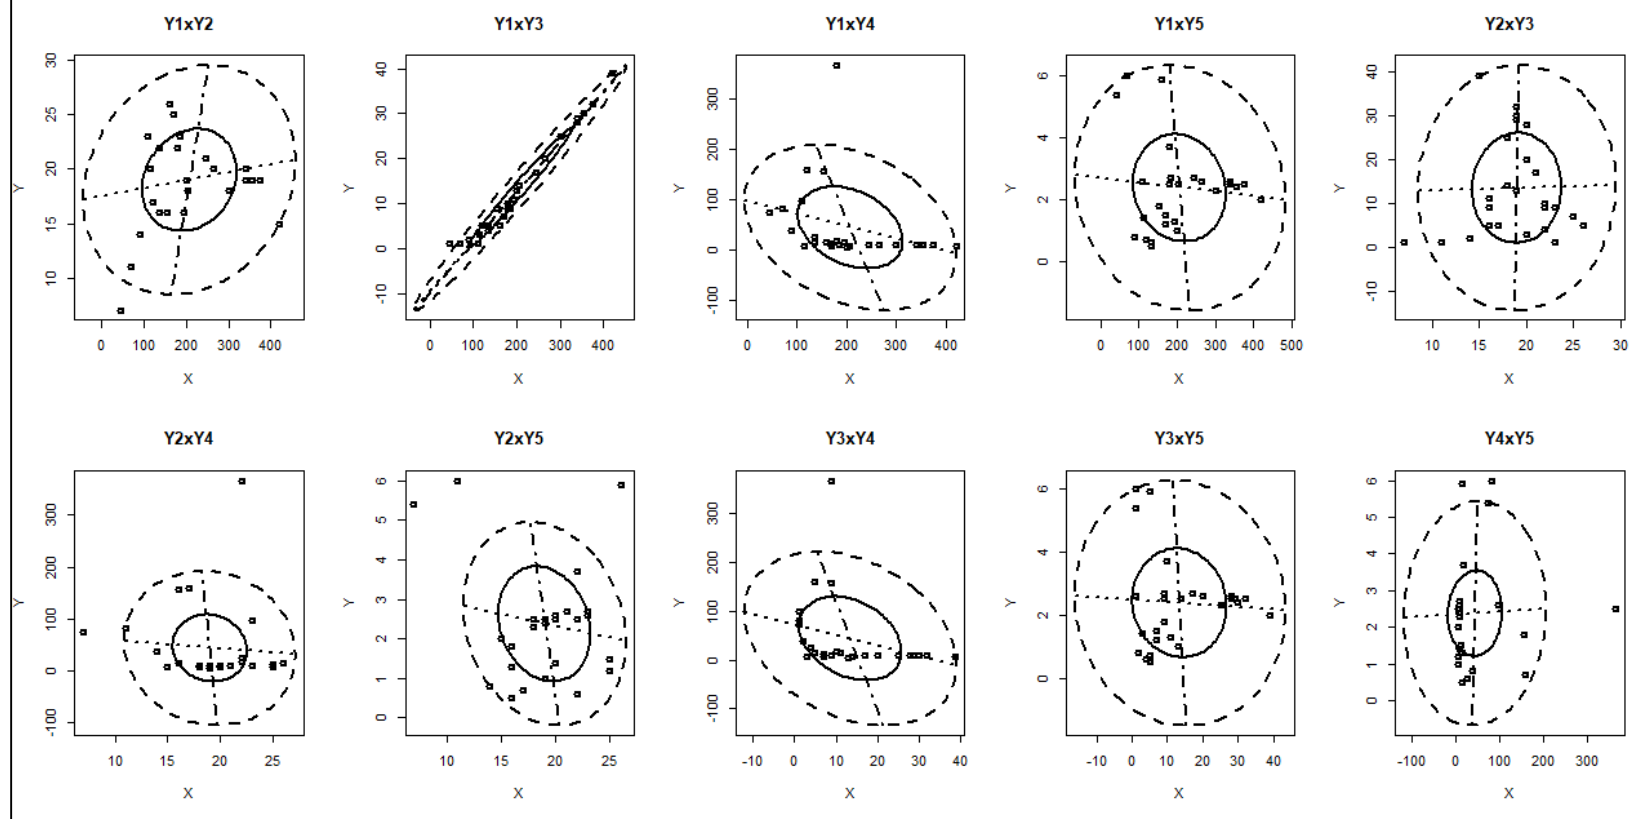 Y1xY2 Y1xY3 Y1xY4 Y1xY5 Y2xY3
Y Y Y Y Y
30 25 20 15 10
40 30 20 10 0 -10
300 200 100 0 -100
6 4 2 0
40 30 20 10 0 -10
0 100 200 300 400
0 100 200 300 400
0 100 200 300 400
0 100 200 300 400 500
10 15 20 25 30
X X X X X
Y2xY4 Y2xY5 Y3xY4 Y3xY5 Y4xY5
Y Y Y Y Y
300 200 100 0 -100
6 5 4 3 2 1 0
300 200 100 0 -100
6 4 2 0
6 5 4 3 2 1 0
10 15 20 25
10 15 20 25
-10 0 10 20 30 40
-10 0 10 20 30 40
-100 0 100 200 300
X X X X X